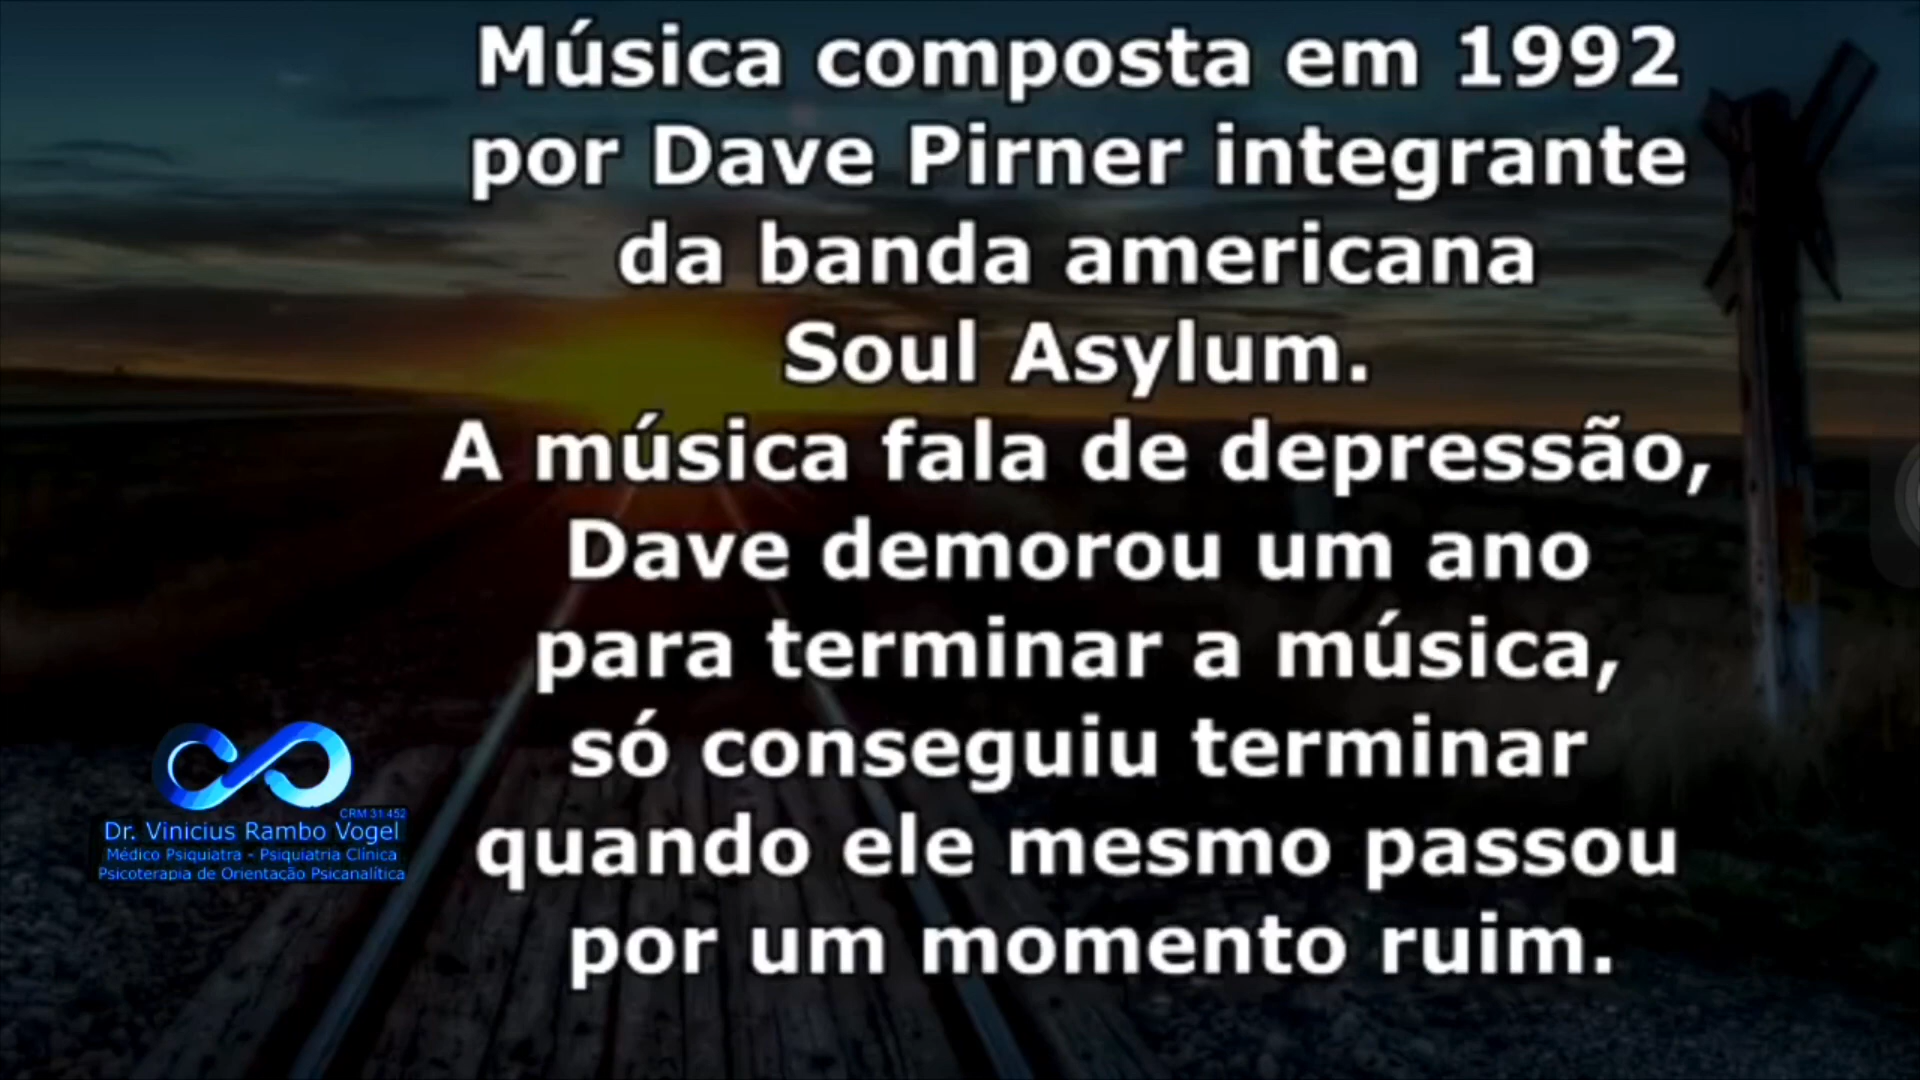 Música composta em 1992
por Dave Pirner integrante
da banda americana
Soul Asylum.
A música fala de depressão,
Dave demorou um ano
para terminar a música,
só conseguiu terminar
quando ele mesmo passou
por um momento ruim.
CRM 31.452
Dr. Vinicius Rambo Vogel
Médico Psiquiatra - Psiquiatria Clínica
Psicoterapia de Orientação Psicanalítica